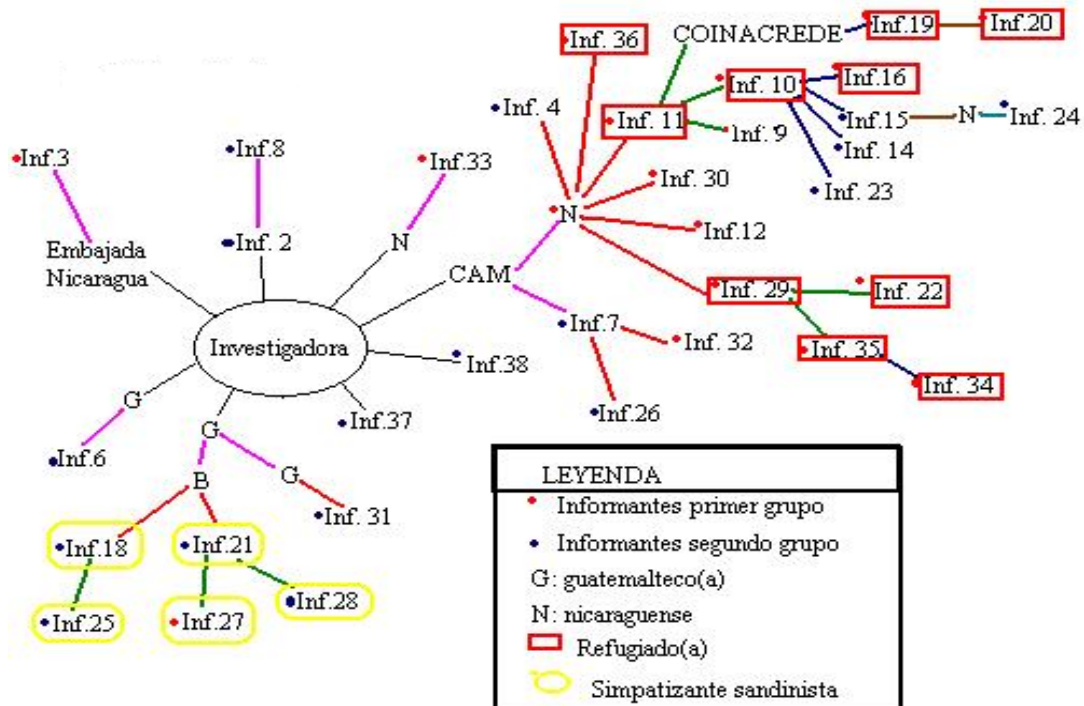 COINACREDE
Inf.19
Inf. 20
Inf. 36
Inf. 10
Inf.16
Inf. 4
Inf. 11
Inf. 9
Inf.15
N
Inf. 24
Inf. 14
Inf.8
Inf.33
Inf.3
Inf. 30
Inf. 23
N
Inf. 2
N
Inf.12
Embajada
Nicaragua
CAM
Inf. 29
Inf. 22
Inf.7
Inf. 32
Investigadora
Inf.38
Inf. 35
Inf. 34
G
Inf.37
Inf.26
G
Inf.6
B
G
Inf. 31
Inf.18
Inf.21
Inf.25
Inf.27
Inf.28
LEYENDA
Informantes primer grupo
Informantes segundo grupo
G: guatemalteco(a)
N: nicaraguense
Refugiado(a)
Simpatizante sandinista